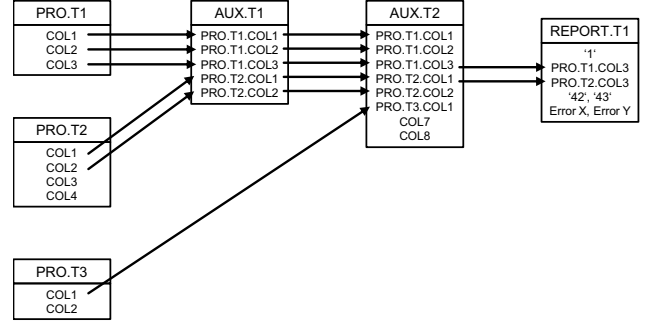 PRO.T1
COL1
COL2
COL3
AUX.T1
PRO.T1.COL1
PRO.T1.COL2
PRO.T1.COL3
PRO.T2.COL1
PRO.T2.COL2
AUX.T2
PRO.T1.COL1
PRO.T1.COL2
PRO.T1.COL3
PRO.T2.COL1
PRO.T2.COL2
PRO.T3.COL1
COL7
COL8
REPORT.T1
‘1‘
PRO.T1.COL3
PRO.T2.COL3
‘42‘, ‘43‘
Error X, Error Y
PRO.T2
COL1
COL2
COL3
COL4
PRO.T3
COL1
COL2